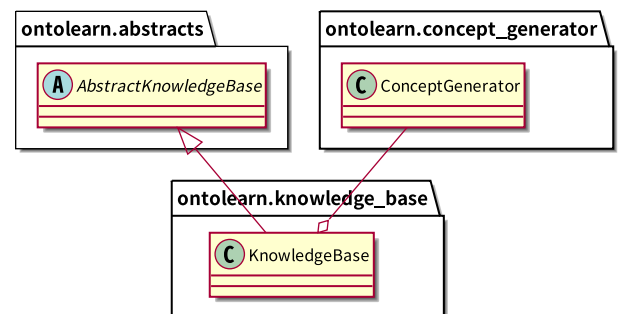 ontolearn.abstracts
A AbstractKnowledgeBase
ontolearn.concept_generator
C ConceptGenerator
ontolearn.knowledge_base
C KnowledgeBase